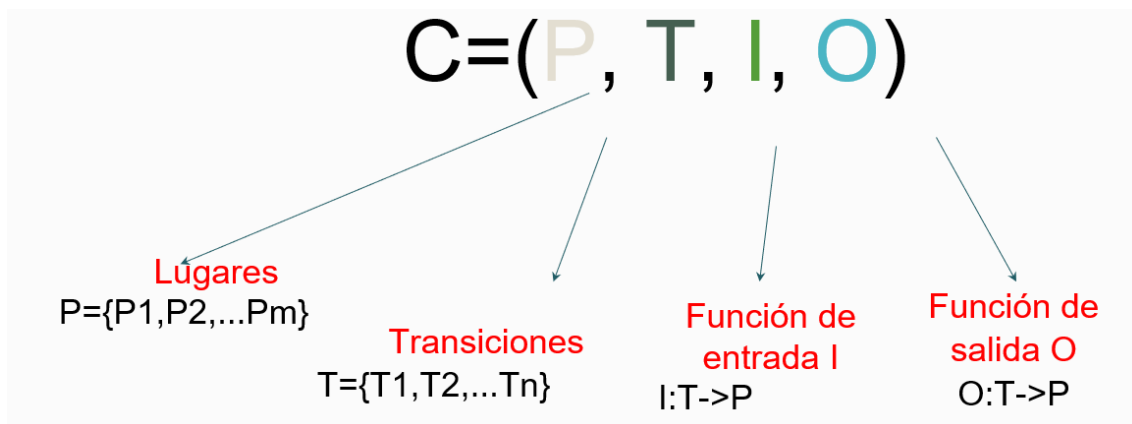 C=(P, T, I, O)
Lugares
P={P1,P2,...Pm}
Transiciones
T={T1,T2,...Tn}
Función de
entrada I
I:T->P
Función de
salida O
O:T->P